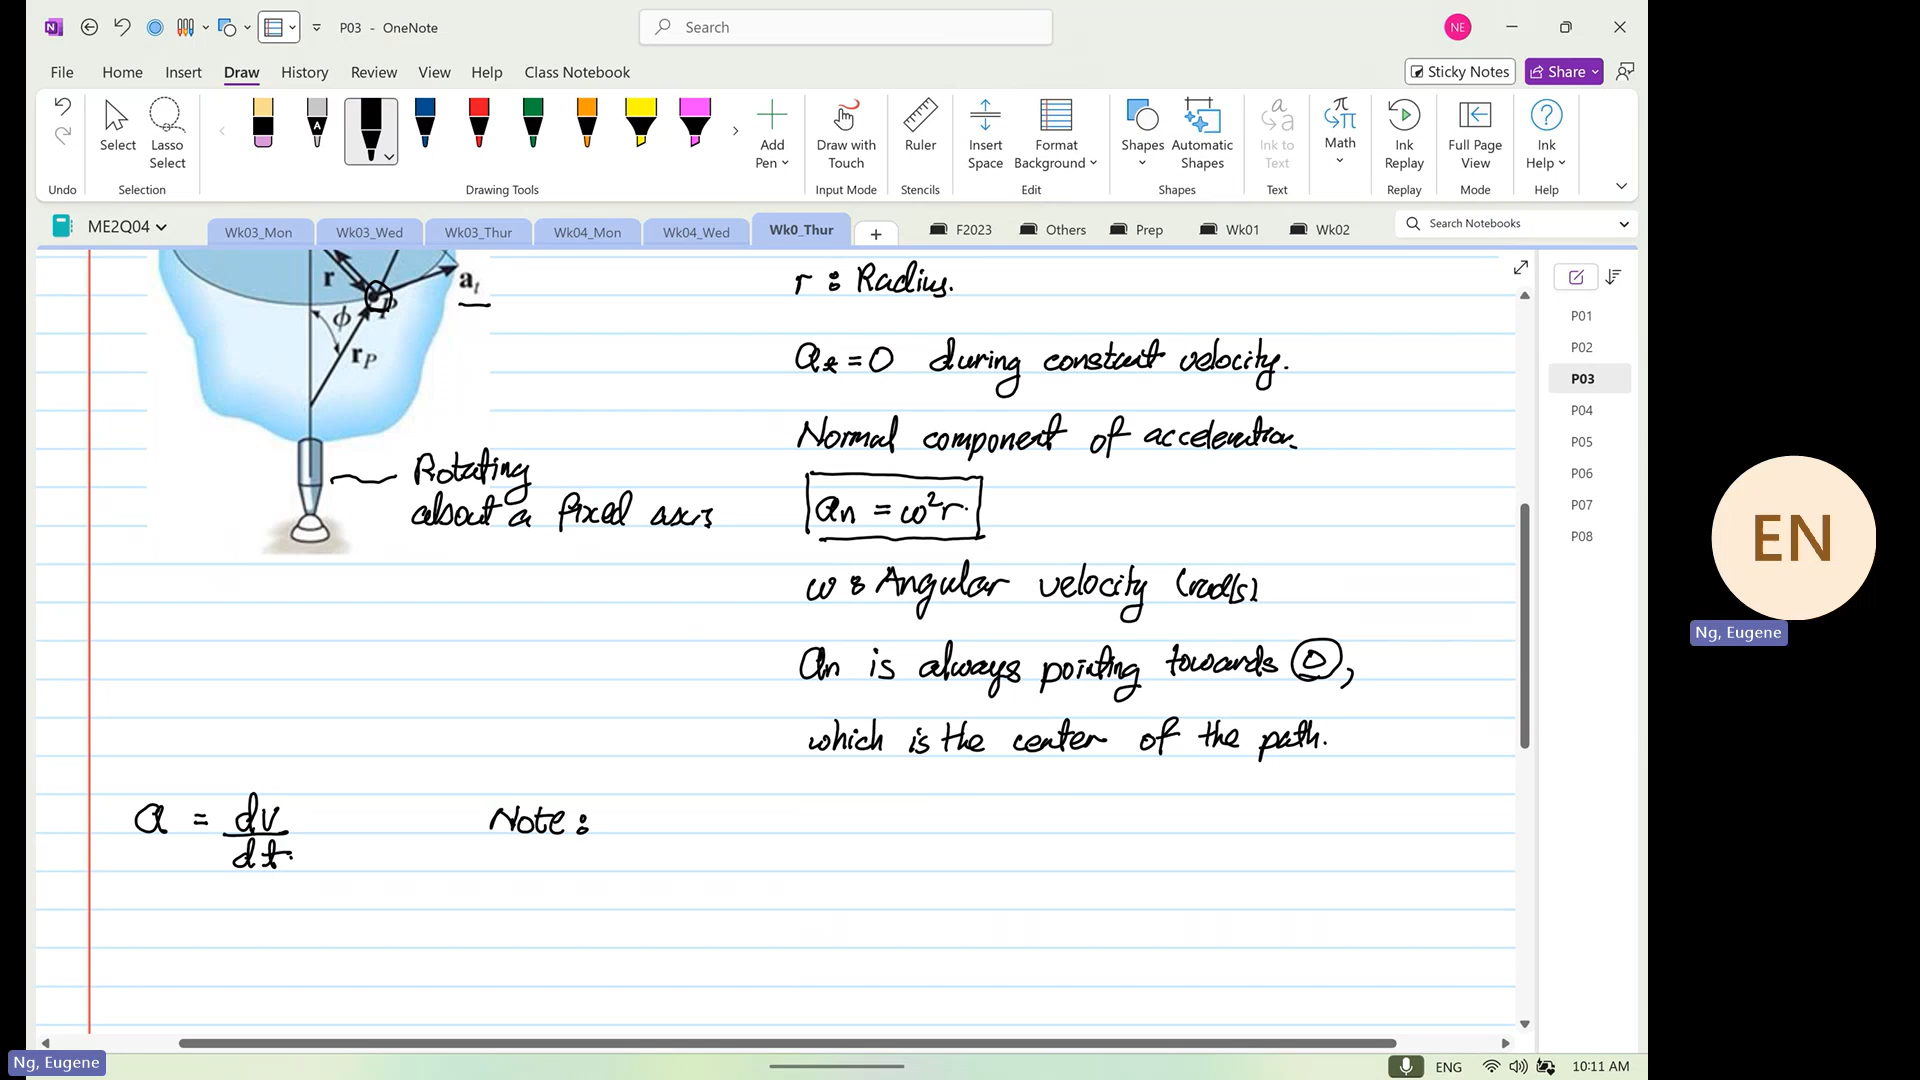 P03 - OneNote
Search
NE
File Home Insert Draw History Review View Help Class Notebook
Sticky Notes
Share
Select
Lasso Select
Add Pen
Draw with Touch
Ruler
Insert Space
Format Background
Shapes
Automatic Shapes
Ink to Text
Math
Ink Replay
Full Page View
Ink Help
Undo
Selection
Drawing Tools
Input Mode
Stencils
Edit
Shapes
Text
Replay
Mode
Help
ME2Q04
Wk03_Mon
Wk03_Wed
Wk03_Thur
Wk04_Mon
Wk04_Wed
Wk0_Thur
F2023
Others
Prep
Wk01
Wk02
Search Notebooks
P01
P02
P03
P04
P05
P06
P07
P08
r
a_t
P
ϕ
r_P
Rotating
about a fixed axis
r : Radius.
a_t = 0 during constant velocity.
Normal component of acceleration
a_n = ω²r.
ω : Angular velocity (rad/s)
a_n is always pointing towards O,
which is the center of the path.
a = dv/dt
Note :
EN
Ng, Eugene
Ng, Eugene
ENG
10:11 AM